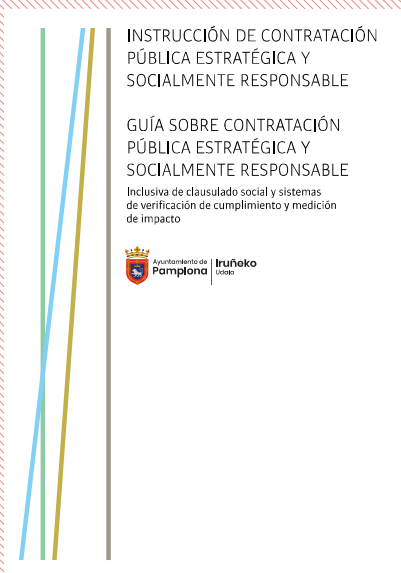 INSTRUCCIÓN DE CONTRATACIÓN
PÚBLICA ESTRATÉGICA Y
SOCIALMENTE RESPONSABLE
GUÍA SOBRE CONTRATACIÓN
PÚBLICA ESTRATÉGICA Y
SOCIALMENTE RESPONSABLE
Inclusiva de clausulado social y sistemas
de verificación de cumplimiento y medición
de impacto
Ayuntamiento de
Pamplona
Iruñeko
Udala